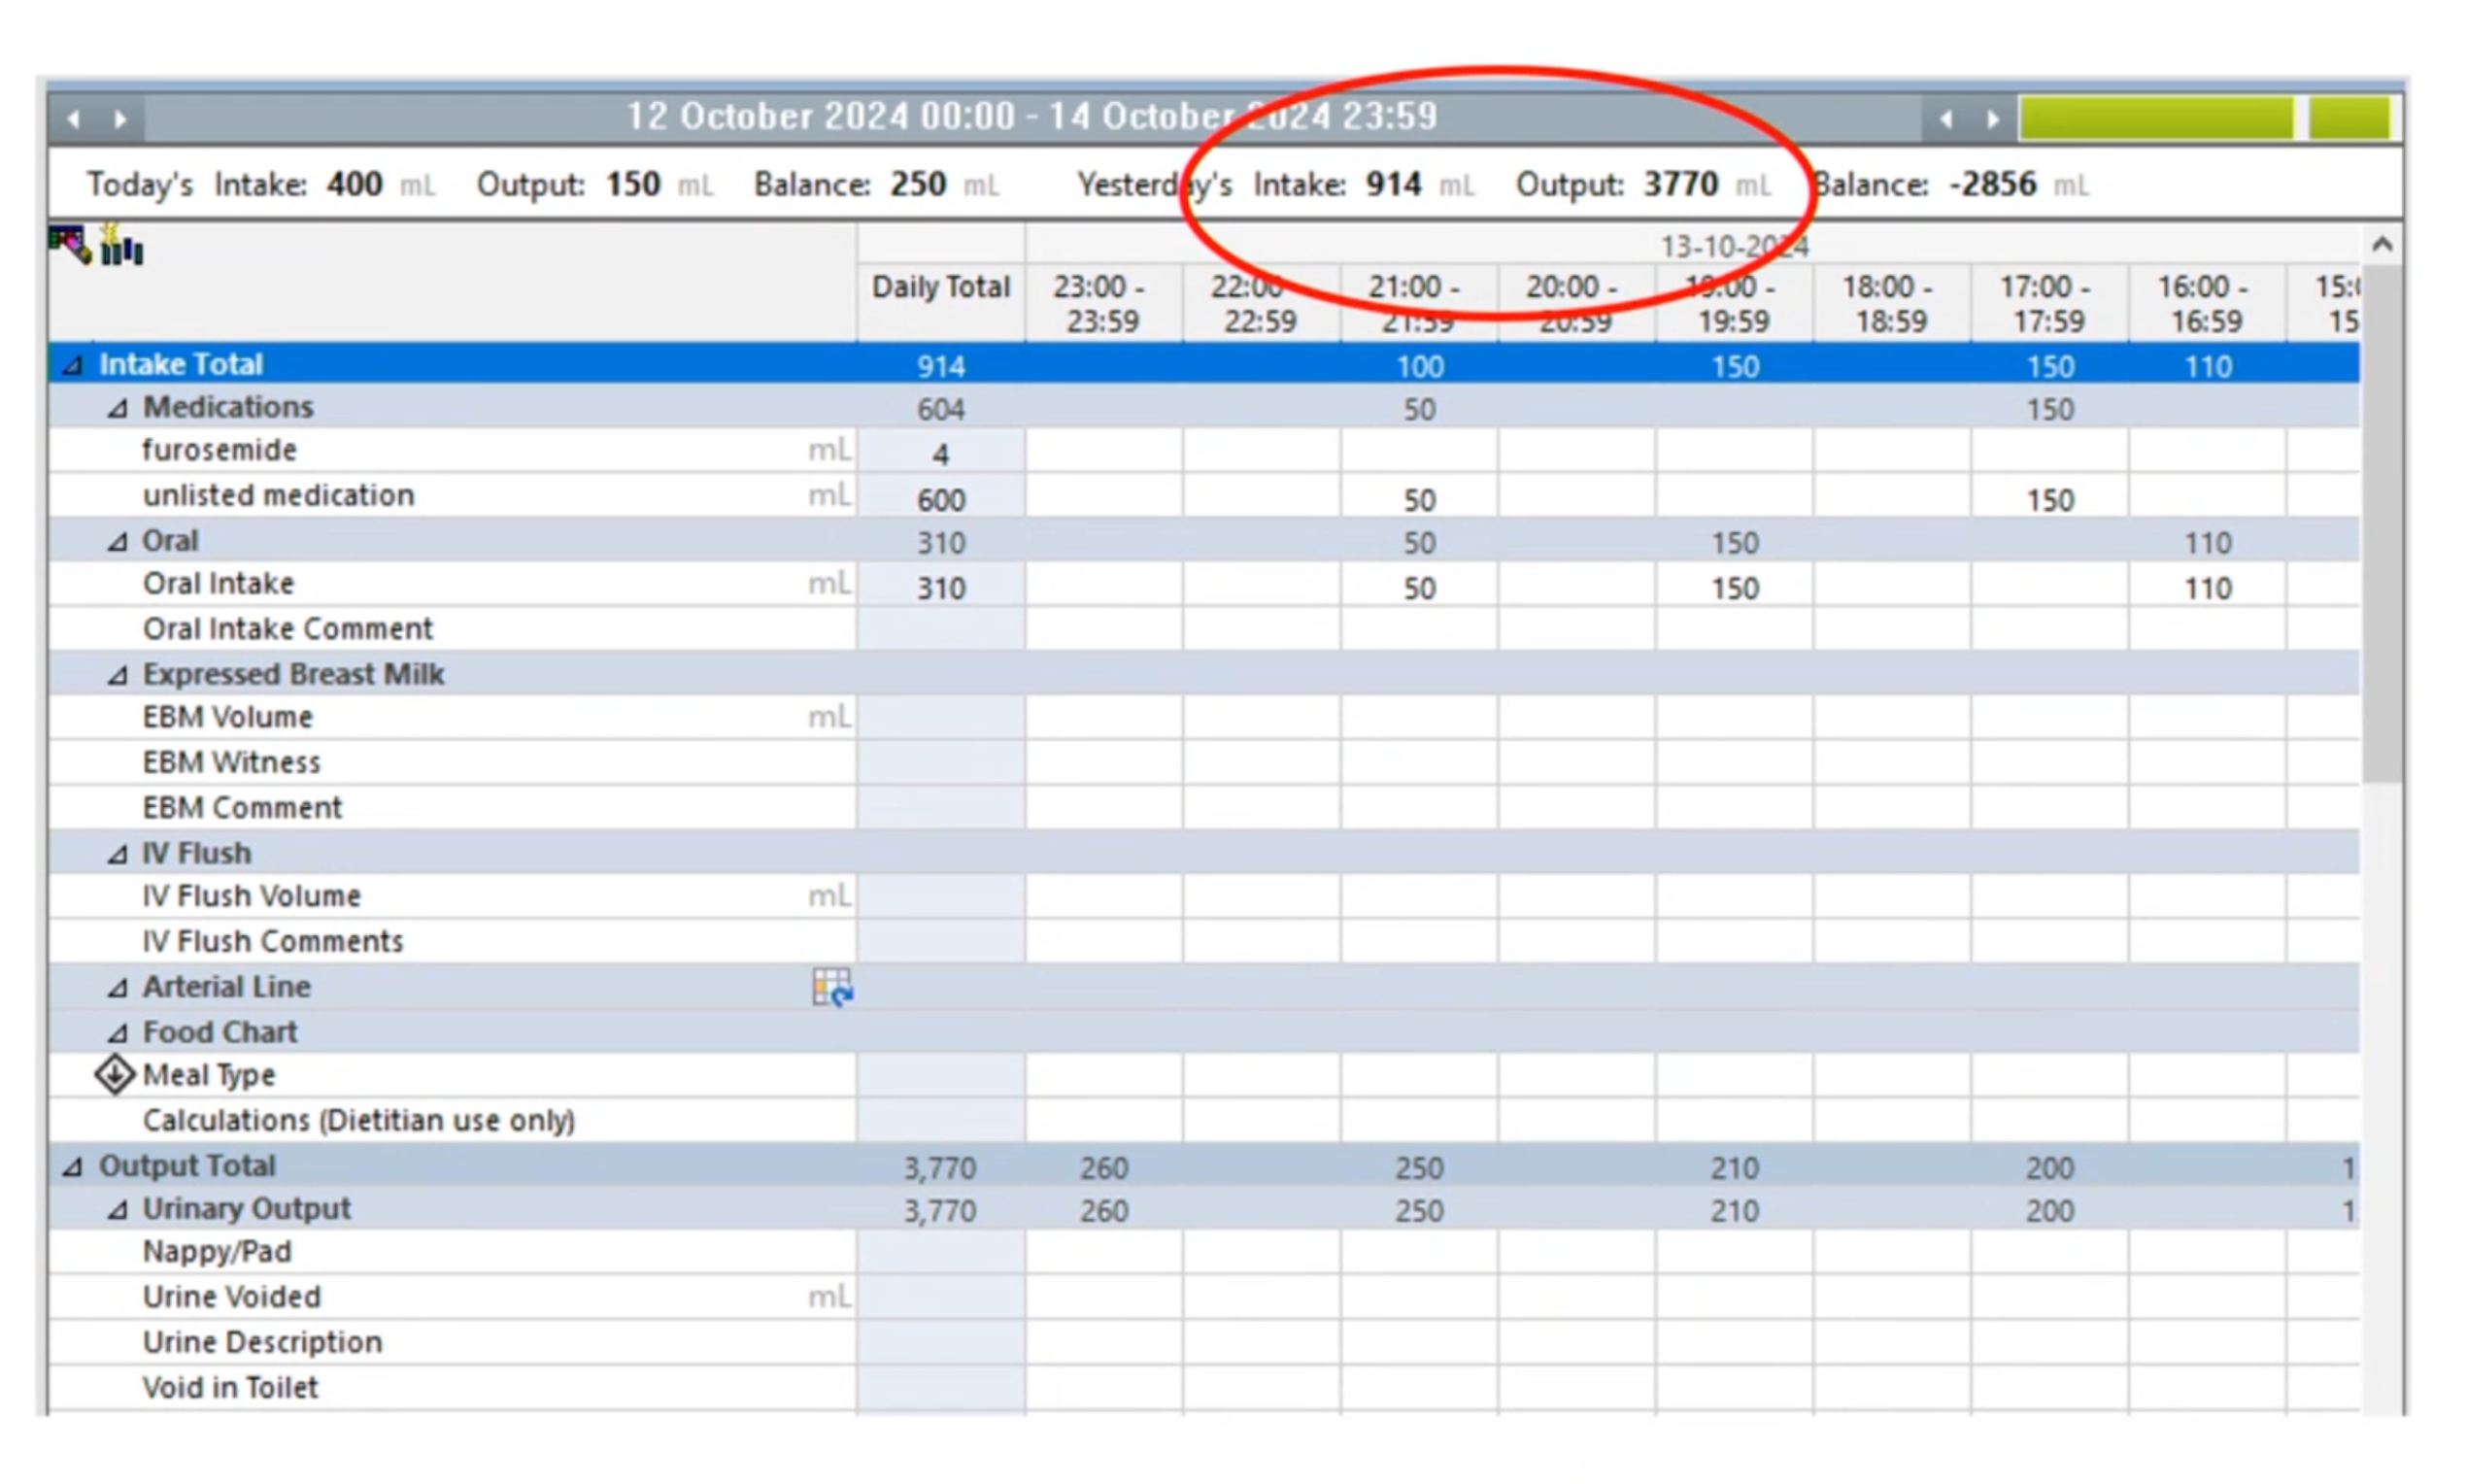 12 October 2024 00:00 - 14 October 2024 23:59
Today's Intake: 400 mL Output: 150 mL Balance: 250 mL Yesterday's Intake: 914 mL Output: 3770 mL Balance: -2856 mL
13-10-2024
Daily Total 23:00 - 22:00 21:00 - 20:00 - 19:00 - 18:00 - 17:00 - 16:00 -
23:59 22:59 21:59 20:59 19:59 18:59 17:59 16:59 15
Intake Total 914 100 150 150 110
Medications 604 50 150
furosemide mL 4
unlisted medication mL 600 50 150
Oral 310 50 150 110
Oral Intake mL 310 50 150 110
Oral Intake Comment
Expressed Breast Milk
EBM Volume mL
EBM Witness
EBM Comment
IV Flush
IV Flush Volume mL
IV Flush Comments
Arterial Line
Food Chart
Meal Type
Calculations (Dietitian use only)
Output Total 3,770 260 250 210 200 1
Urinary Output 3,770 260 250 210 200 1
Nappy/Pad
Urine Voided mL
Urine Description
Void in Toilet